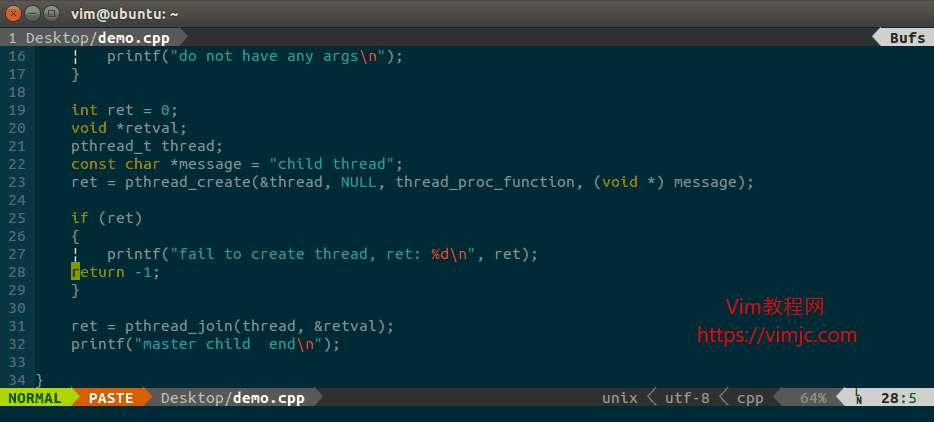 vim@ubuntu: ~
1 Desktop/demo.cpp Bufs
16 ¦   printf("do not have any args\n");
17     }
18
19     int ret = 0;
20     void *retval;
21     pthread_t thread;
22     const char *message = "child thread";
23     ret = pthread_create(&thread, NULL, thread_proc_function, (void *) message);
24
25     if (ret)
26     {
27     ¦   printf("fail to create thread, ret: %d\n", ret);
28     return -1;
29     }
30
31     ret = pthread_join(thread, &retval);
32     printf("master child  end\n");
33
34 }
Vim教程网
https://vimjc.com
NORMAL PASTE Desktop/demo.cpp unix utf-8 cpp 64% LN 28:5